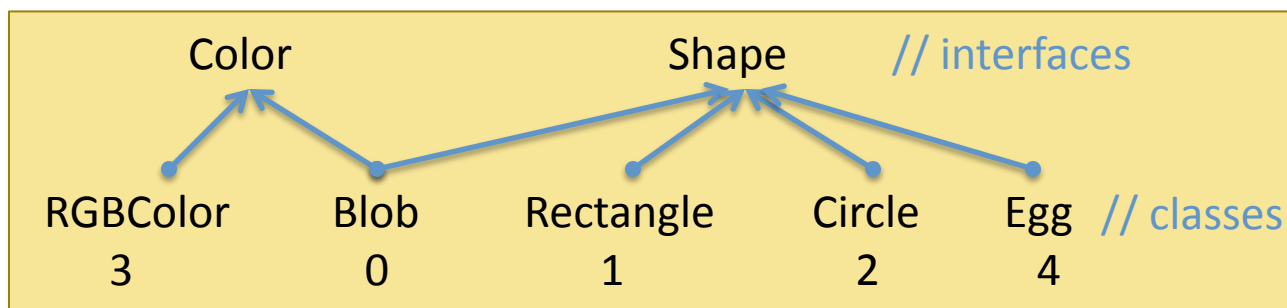 Color Shape // interfaces
RGBColor Blob Rectangle Circle Egg // classes
3 0 1 2 4